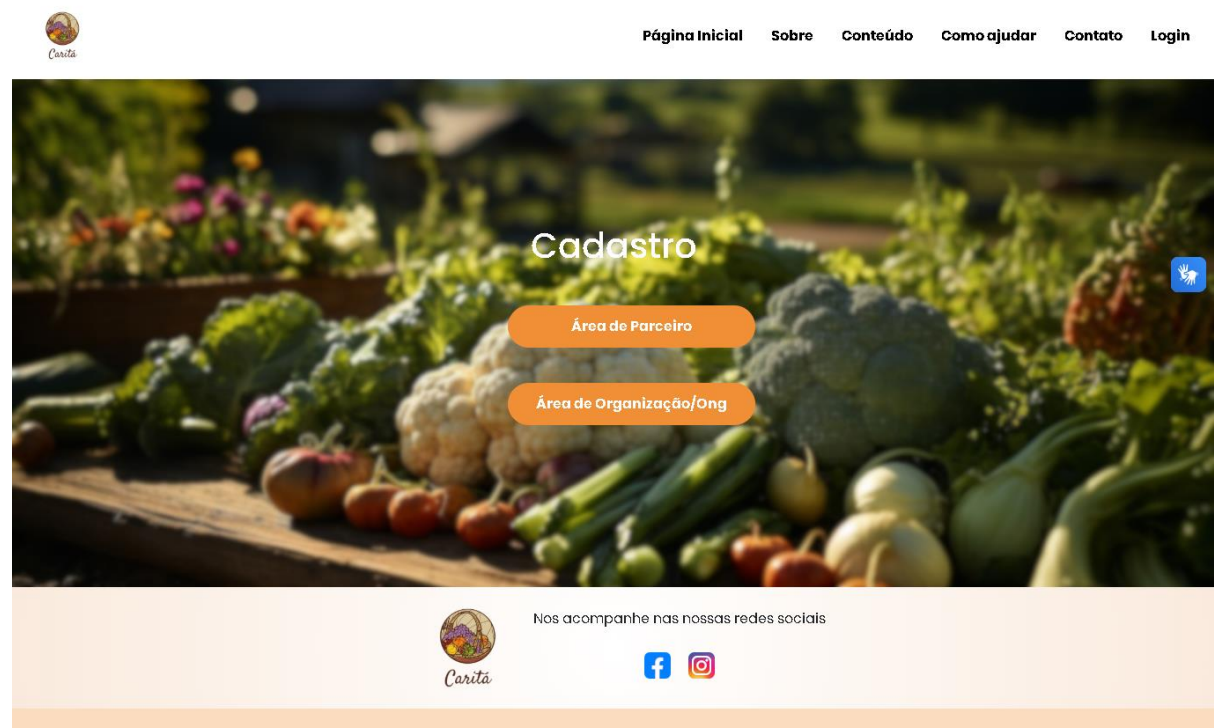 Caritá
Página Inicial Sobre Conteúdo Como ajudar Contato Login
Cadastro
Área de Parceiro
Área de Organização/Ong
Nos acompanhe nas nossas redes sociais
Caritá